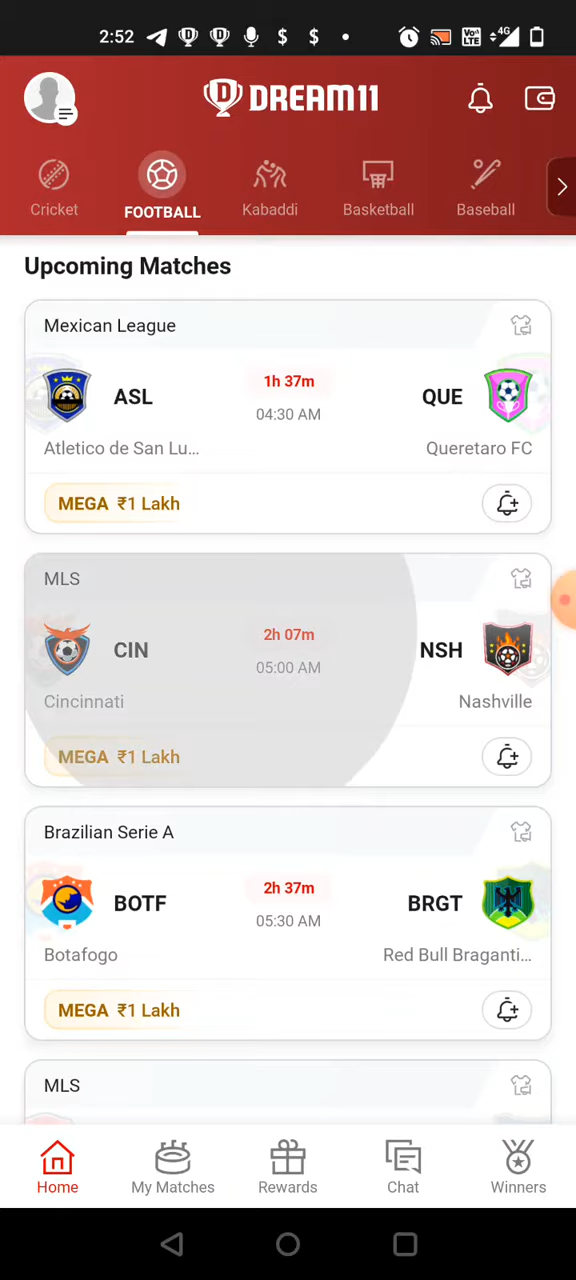 2:52 $ $ • VoLTE 4G
DREAM11
Cricket FOOTBALL Kabaddi Basketball Baseball
Upcoming Matches
Mexican League
ASL 1h 37m QUE
04:30 AM
Atletico de San Lu... Queretaro FC
MEGA ₹1 Lakh
MLS
CIN 2h 07m NSH
05:00 AM
Cincinnati Nashville
MEGA ₹1 Lakh
Brazilian Serie A
BOTF 2h 37m BRGT
05:30 AM
Botafogo Red Bull Braganti...
MEGA ₹1 Lakh
MLS
Home My Matches Rewards Chat Winners